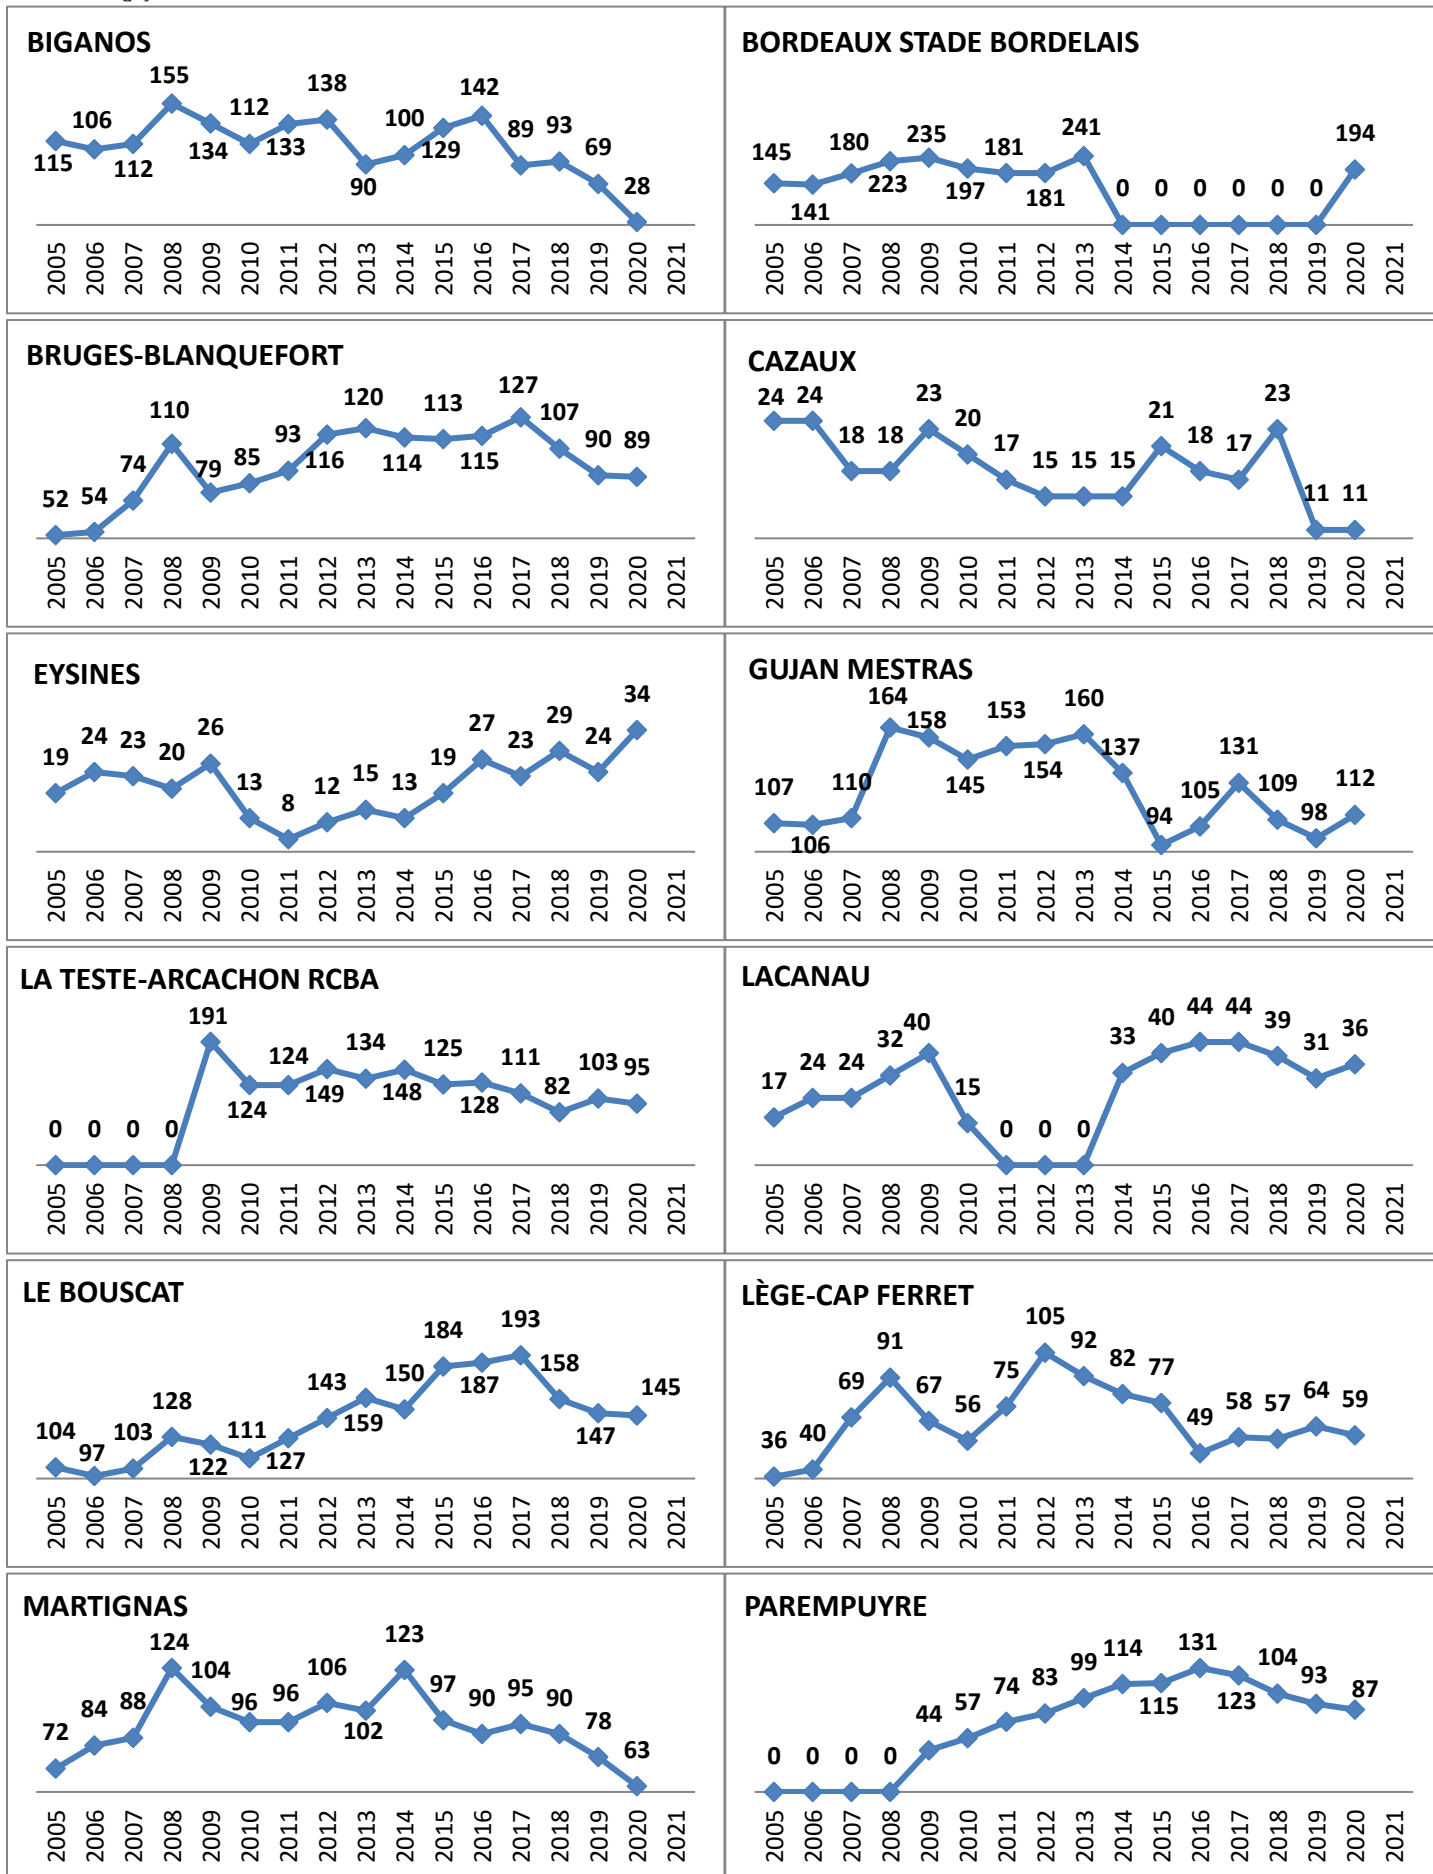 BIGANOS
115 106 112 155 134 112 133 138 90 100 129 142 89 93 69 28
2005 2006 2007 2008 2009 2010 2011 2012 2013 2014 2015 2016 2017 2018 2019 2020 2021
BORDEAUX STADE BORDELAIS
145 141 180 223 235 197 181 181 241 0 0 0 0 0 0 194
2005 2006 2007 2008 2009 2010 2011 2012 2013 2014 2015 2016 2017 2018 2019 2020 2021
BRUGES-BLANQUEFORT
52 54 74 110 79 85 93 116 120 114 113 115 127 107 90 89
2005 2006 2007 2008 2009 2010 2011 2012 2013 2014 2015 2016 2017 2018 2019 2020 2021
CAZAUX
24 24 18 18 23 20 17 15 15 15 21 18 17 23 11 11
2005 2006 2007 2008 2009 2010 2011 2012 2013 2014 2015 2016 2017 2018 2019 2020 2021
EYSINES
19 24 23 20 26 13 8 12 15 13 19 27 23 29 24 34
2005 2006 2007 2008 2009 2010 2011 2012 2013 2014 2015 2016 2017 2018 2019 2020 2021
GUJAN MESTRAS
107 106 110 164 158 145 153 154 160 137 94 105 131 109 98 112
2005 2006 2007 2008 2009 2010 2011 2012 2013 2014 2015 2016 2017 2018 2019 2020 2021
LA TESTE-ARCACHON RCBA
0 0 0 0 191 124 124 149 134 148 125 128 111 82 103 95
2005 2006 2007 2008 2009 2010 2011 2012 2013 2014 2015 2016 2017 2018 2019 2020 2021
LACANAU
17 24 24 32 40 15 0 0 0 33 40 44 44 39 31 36
2005 2006 2007 2008 2009 2010 2011 2012 2013 2014 2015 2016 2017 2018 2019 2020 2021
LE BOUSCAT
104 97 103 128 122 111 127 143 159 150 184 187 193 158 147 145
2005 2006 2007 2008 2009 2010 2011 2012 2013 2014 2015 2016 2017 2018 2019 2020 2021
LÈGE-CAP FERRET
36 40 69 91 67 56 75 105 92 82 77 49 58 57 64 59
2005 2006 2007 2008 2009 2010 2011 2012 2013 2014 2015 2016 2017 2018 2019 2020 2021
MARTIGNAS
72 84 88 124 104 96 96 106 102 123 97 90 95 90 78 63
2005 2006 2007 2008 2009 2010 2011 2012 2013 2014 2015 2016 2017 2018 2019 2020 2021
PAREMPUYRE
0 0 0 0 44 57 74 83 99 114 115 131 123 104 93 87
2005 2006 2007 2008 2009 2010 2011 2012 2013 2014 2015 2016 2017 2018 2019 2020 2021